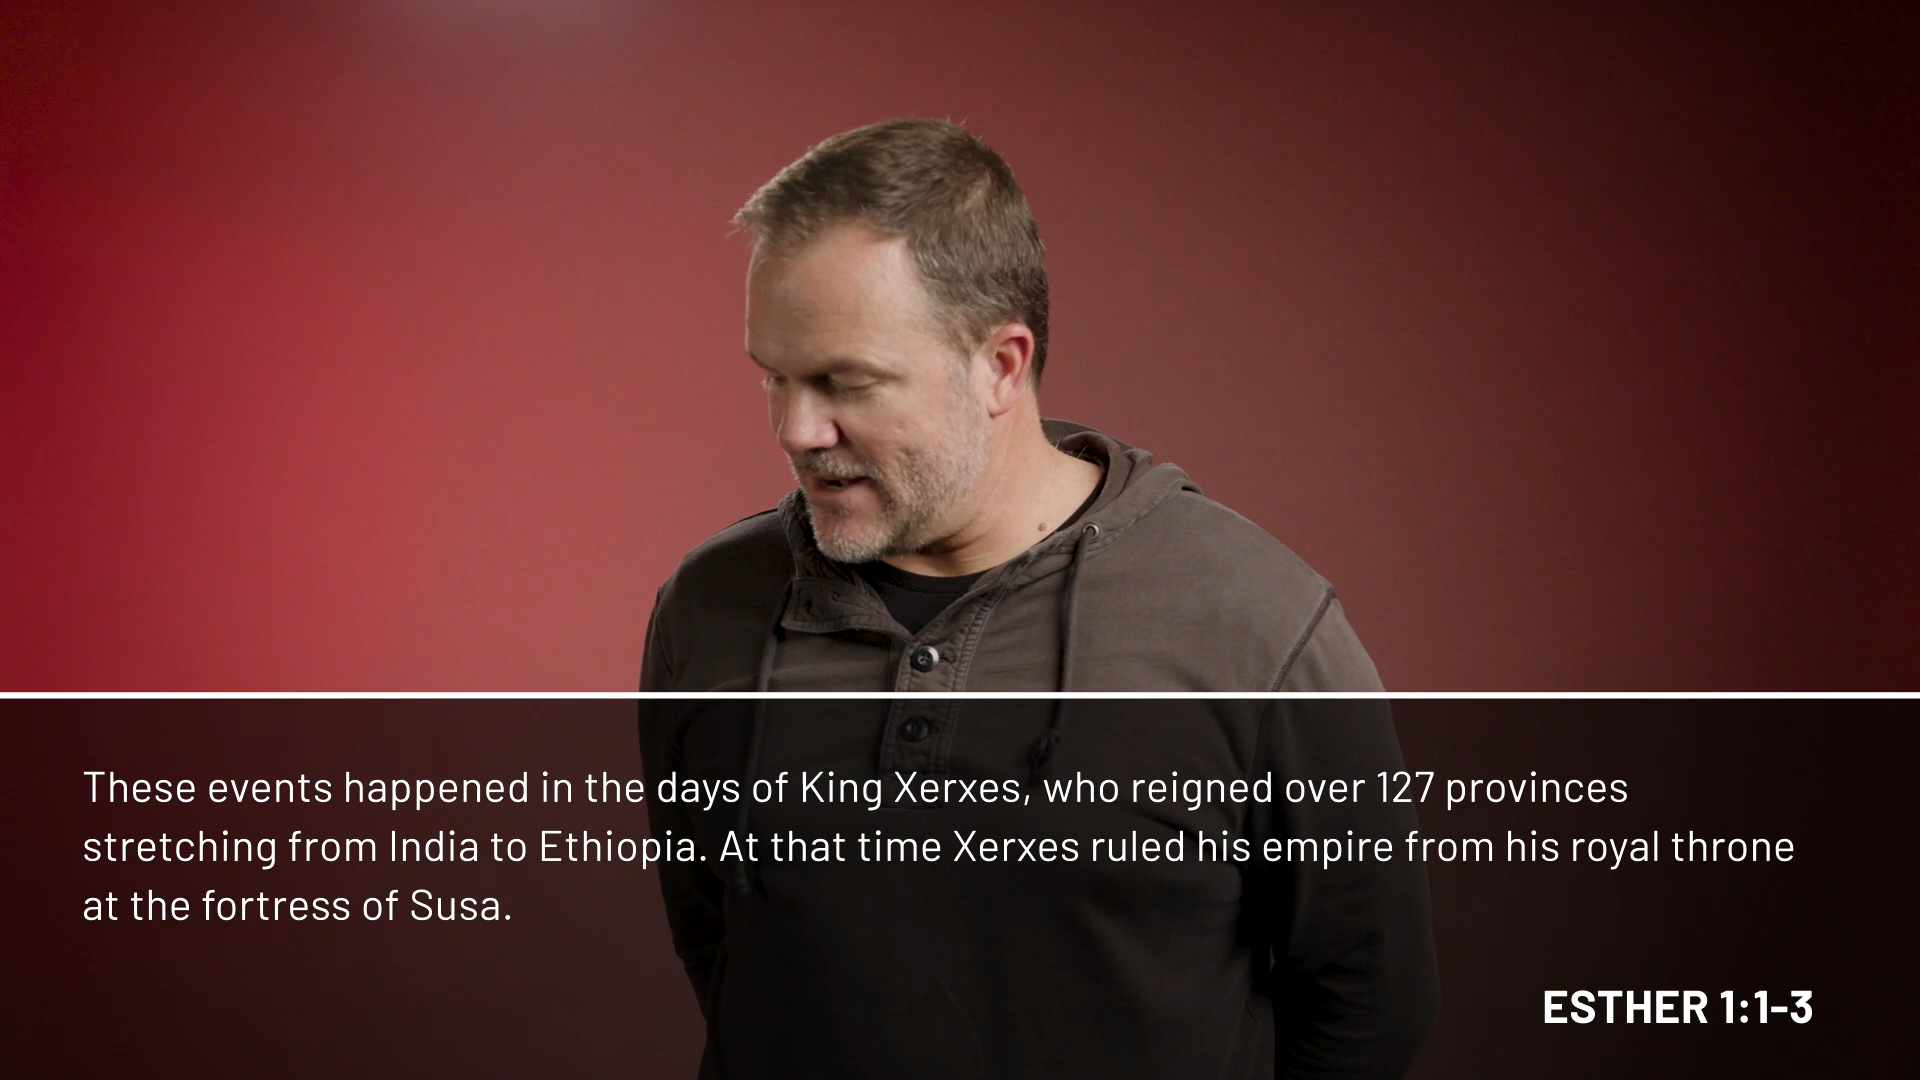 These events happened in the days of King Xerxes, who reigned over 127 provinces
stretching from India to Ethiopia. At that time Xerxes ruled his empire from his royal throne
at the fortress of Susa.
ESTHER 1:1-3